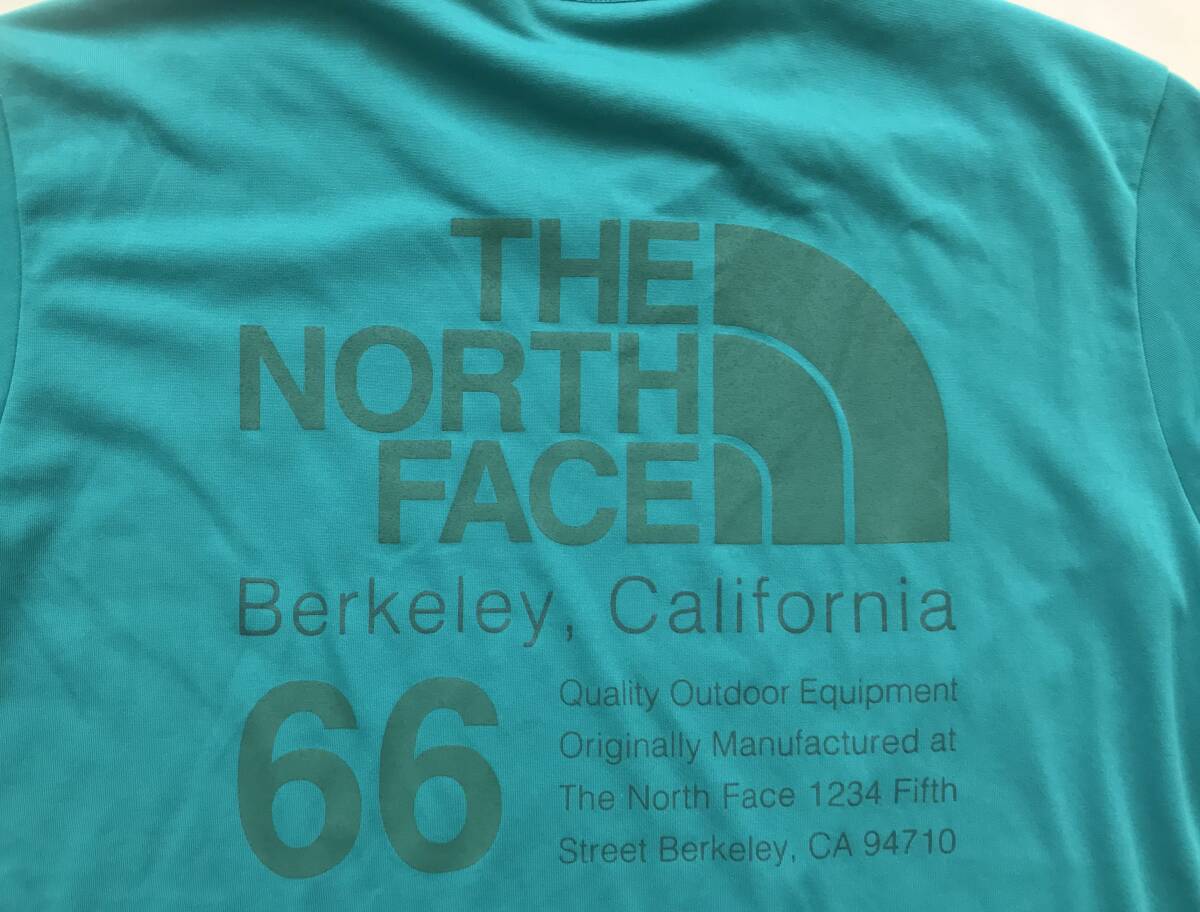 THE
NORTH
FACE
Berkeley, California
66
Quality Outdoor Equipment
Originally Manufactured at
The North Face 1234 Fifth
Street Berkeley, CA 94710